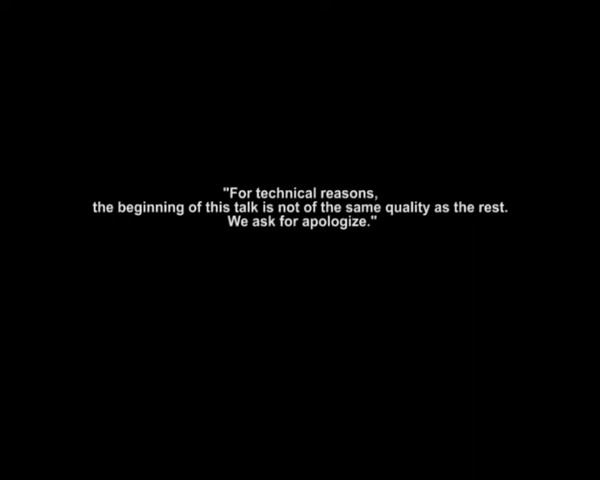 "For technical reasons,
the beginning of this talk is not of the same quality as the rest.
We ask for apologize."